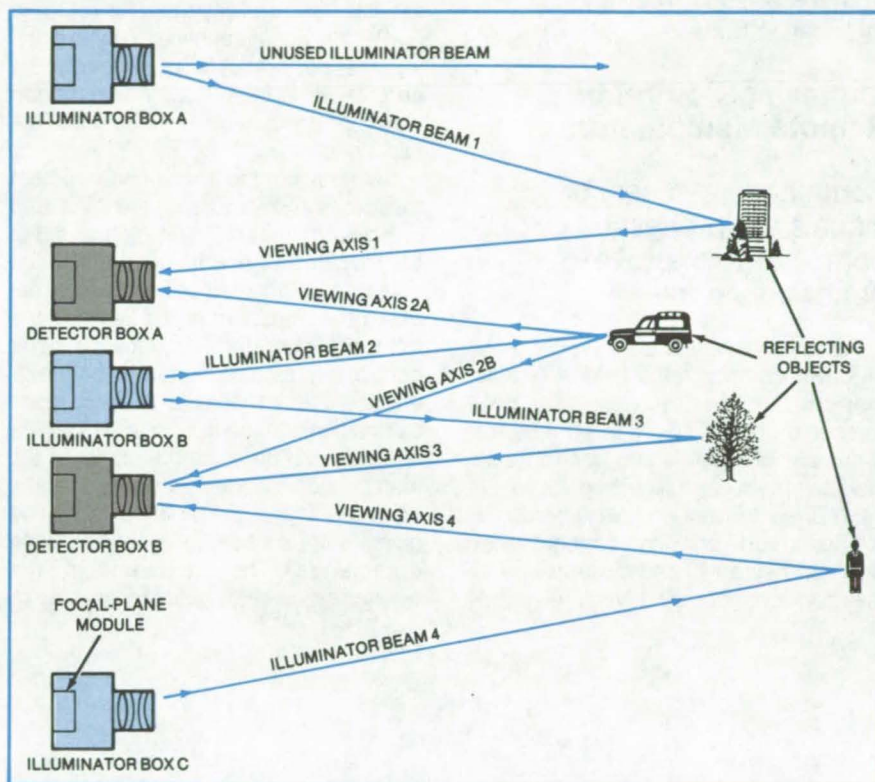 UNUSED ILLUMINATOR BEAM
ILLUMINATOR BOX A
ILLUMINATOR BEAM 1
VIEWING AXIS 1
VIEWING AXIS 2A
DETECTOR BOX A
ILLUMINATOR BEAM 2
VIEWING AXIS 2B
REFLECTING
OBJECTS
ILLUMINATOR BEAM 3
ILLUMINATOR BOX B
VIEWING AXIS 3
VIEWING AXIS 4
DETECTOR BOX B
FOCAL-PLANE
MODULE
ILLUMINATOR BEAM 4
ILLUMINATOR BOX C